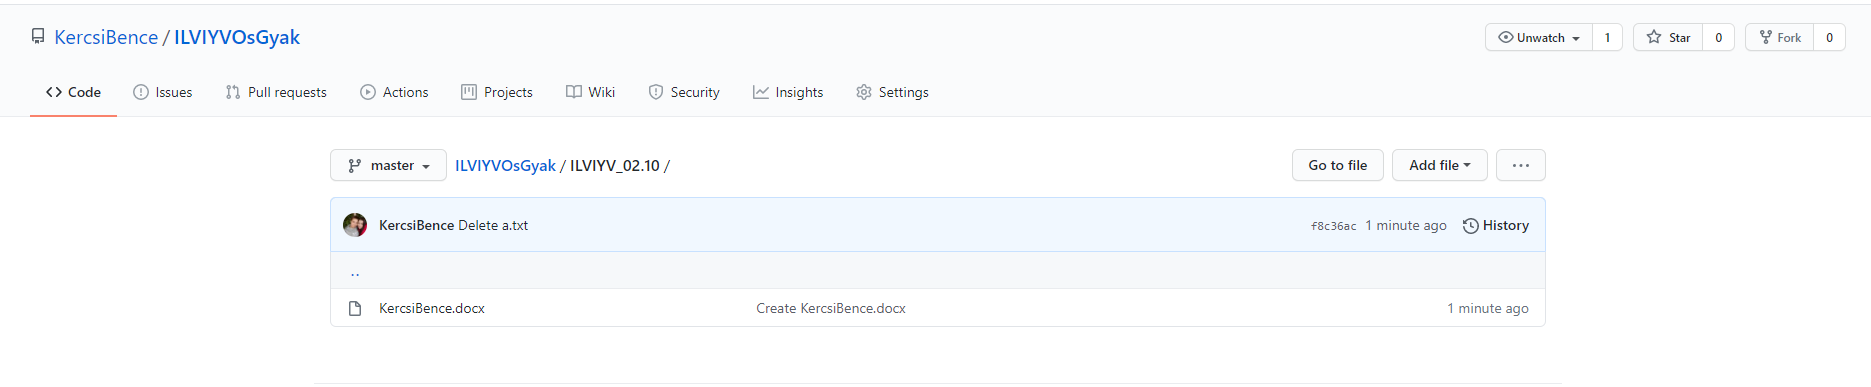 KercsiBence / ILVIYVOsGyak Unwatch 1 Star 0 Fork 0
Code Issues Pull requests Actions Projects Wiki Security Insights Settings
master ILVIYVOsGyak / ILVIYV_02.10 / Go to file Add file ...
KercsiBence Delete a.txt f8c36ac 1 minute ago History
..
KercsiBence.docx Create KercsiBence.docx 1 minute ago